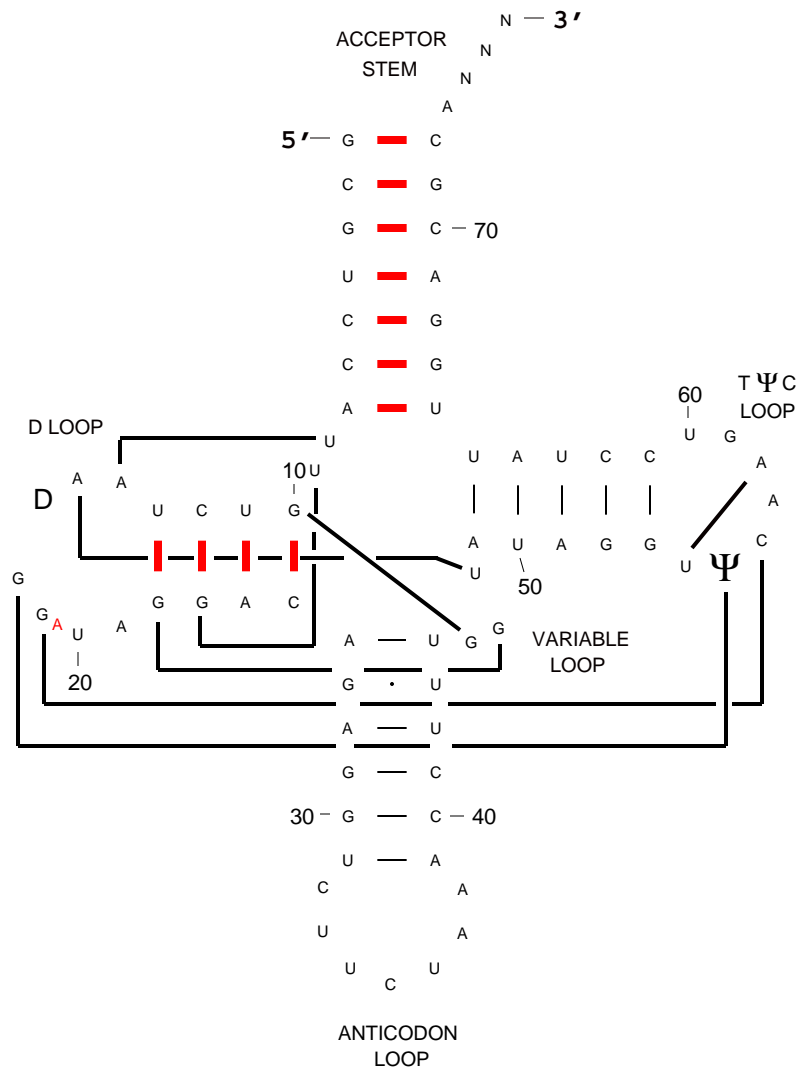 N 3′
ACCEPTOR
STEM
N
N
A
5′ G C
C G
G C 70
U A
C G
C G
A U
T Ψ C
LOOP
60
D LOOP
U
U G
A A
U A U C C
A
10 U
D
U C U G
A
A U A G G U
C
Ψ
U
50
G
G G A C
G A U A
20
A U G G
VARIABLE
LOOP
G U
A U
G C
30 G C 40
U A
C A
U A
U C U
ANTICODON
LOOP